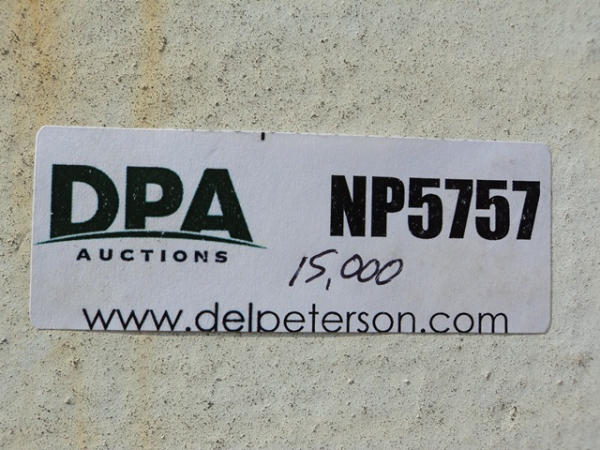 DPA
AUCTIONS
NP5757
15,000
www.delpeterson.com